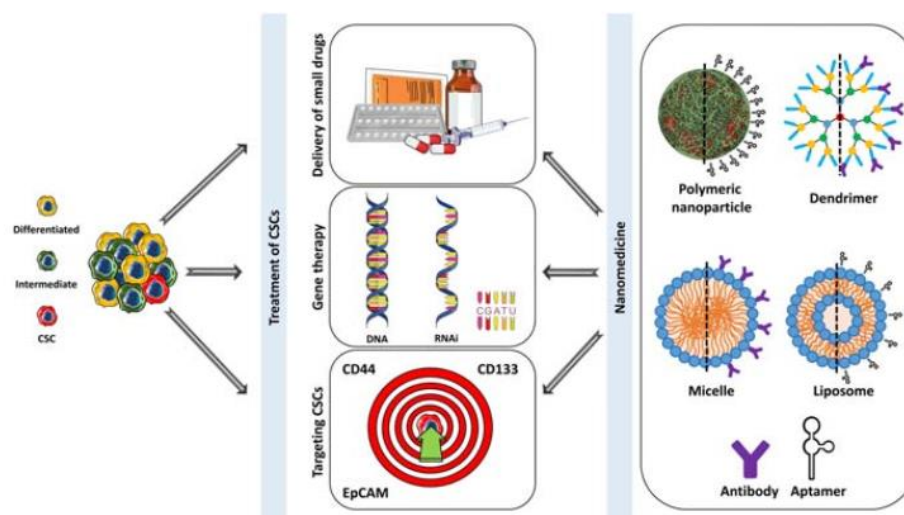 Differentiated
Intermediate
CSC
Treatment of CSCs
Delivery of small drugs
Gene therapy
DNA
RNAi
CGATU
Targeting CSCs
CD44
CD133
EpCAM
Nanomedicine
Polymeric
nanoparticle
Dendrimer
Micelle
Liposome
Antibody
Aptamer